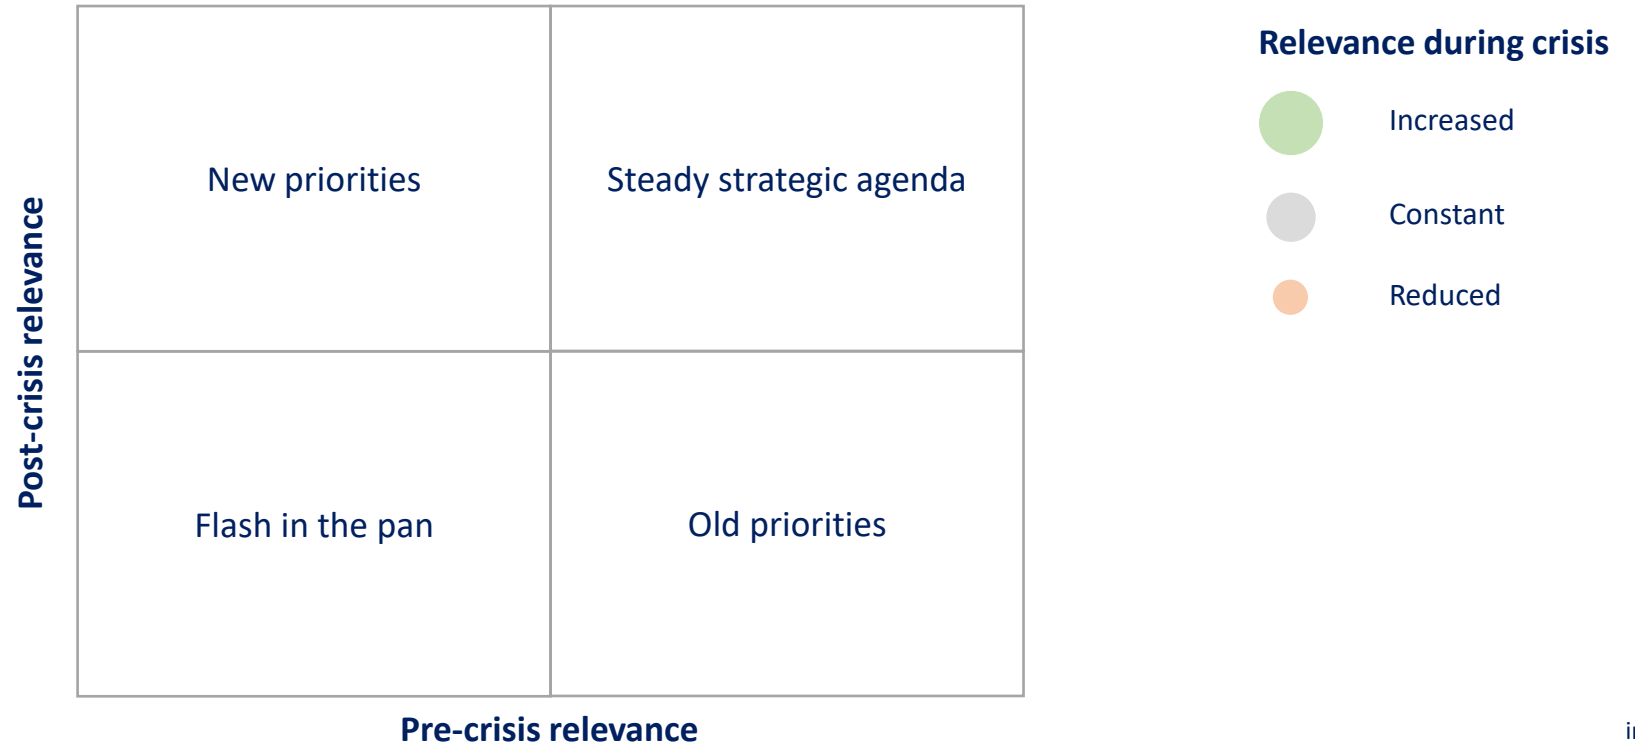 Relevance during crisis
Increased
Constant
Reduced
New priorities
Steady strategic agenda
Flash in the pan
Old priorities
Post-crisis relevance
Pre-crisis relevance